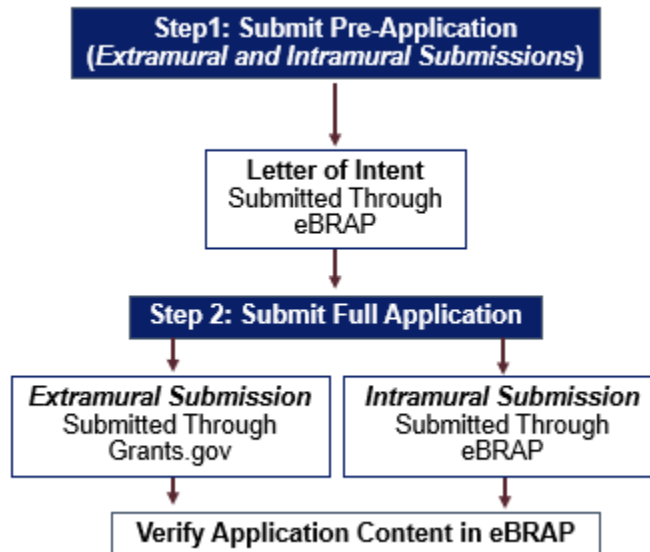 Step1: Submit Pre-Application
(Extramural and Intramural Submissions)
Letter of Intent
Submitted Through
eBRAP
Step 2: Submit Full Application
Extramural Submission
Submitted Through
Grants.gov
Intramural Submission
Submitted Through
eBRAP
Verify Application Content in eBRAP